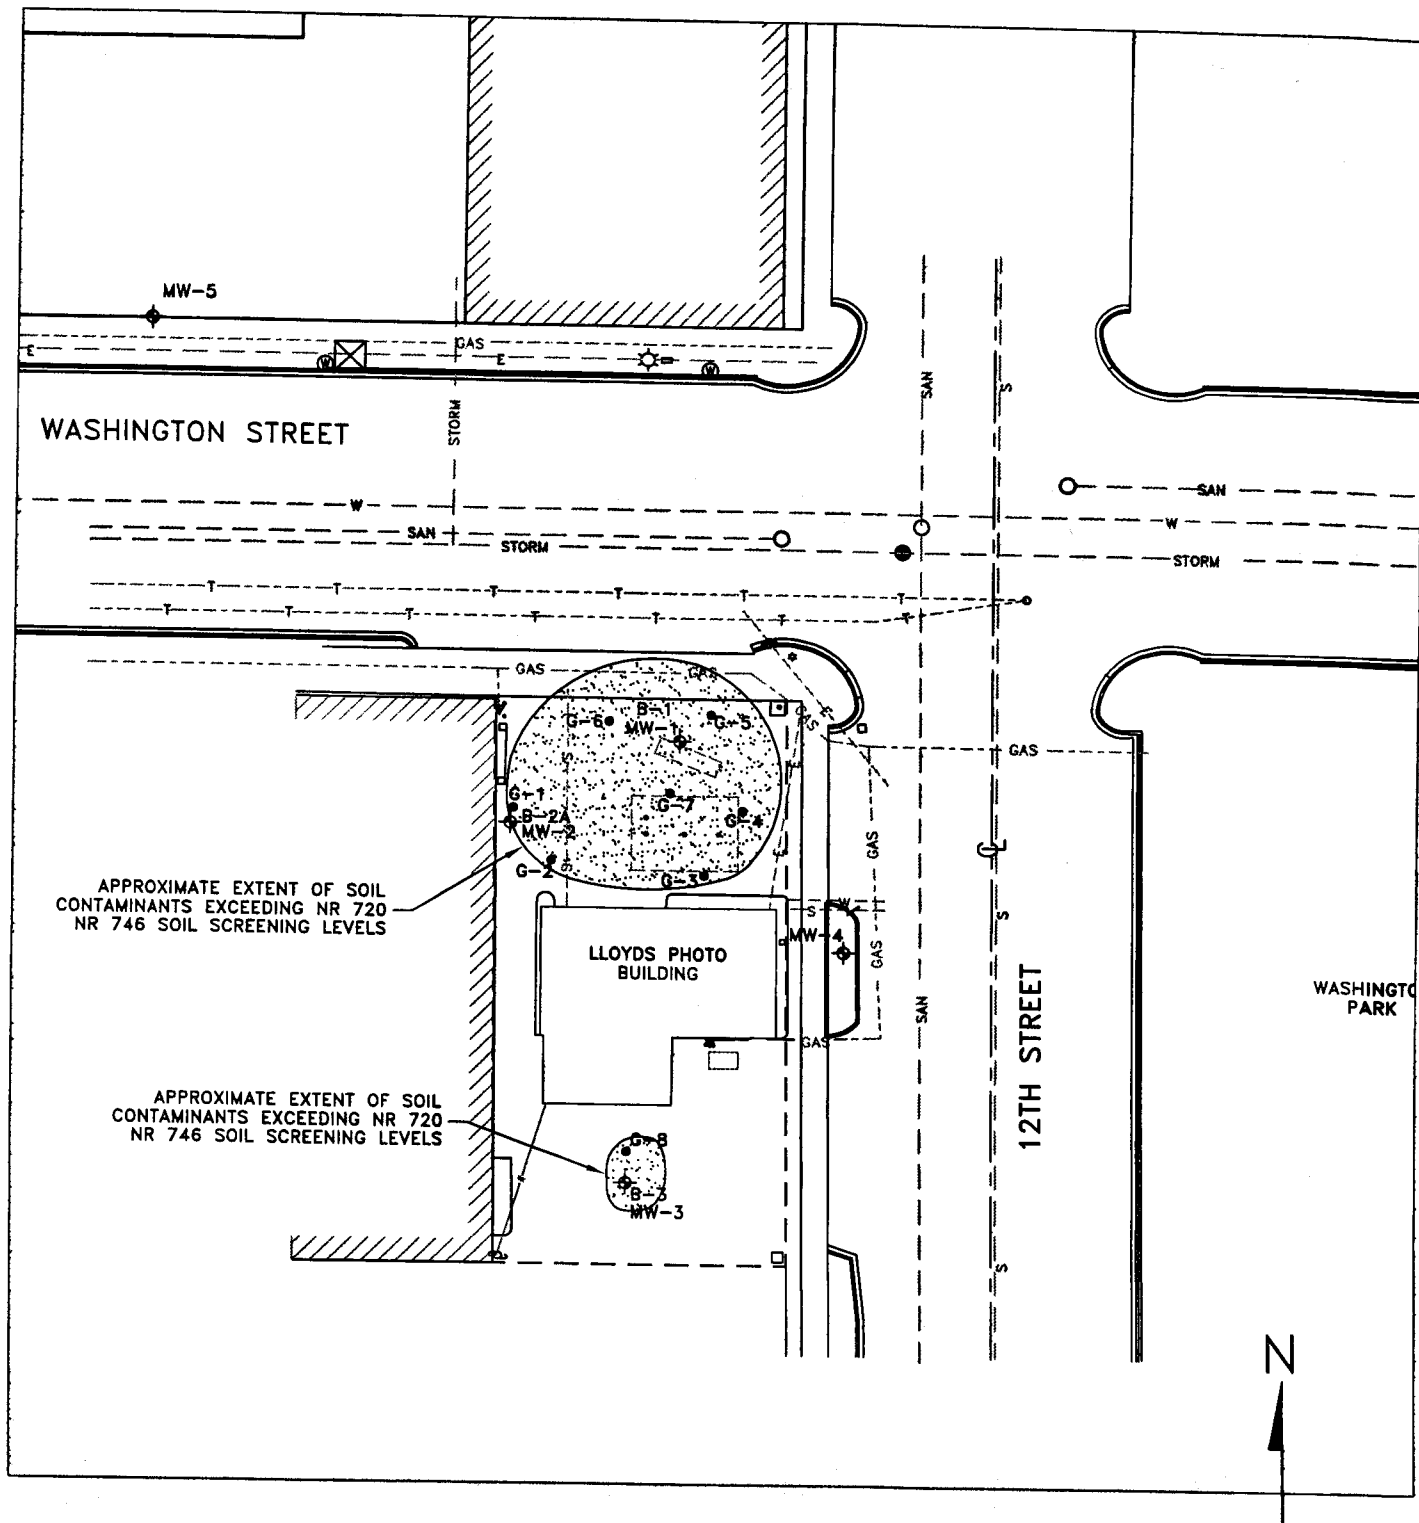 MW-5
GAS
E
E
W
W
WASHINGTON STREET
STORM
SAN
S
W
SAN
STORM
SAN
W
STORM
T T T T T T
T T T T T T T
GAS
GAS
GAS
E
GAS
B-1
G-6
G-5
MW-1
S
E
G-1
G-7
G-4
B-2A
MW-2
G-2
S
G-3
E
GAS
APPROXIMATE EXTENT OF SOIL
CONTAMINANTS EXCEEDING NR 720
NR 746 SOIL SCREENING LEVELS
S
W
MW-4
LLOYDS PHOTO
BUILDING
GAS
S
SAN
12TH STREET
WASHINGTO
PARK
GAS
APPROXIMATE EXTENT OF SOIL
CONTAMINANTS EXCEEDING NR 720
NR 746 SOIL SCREENING LEVELS
G-8
B-3
MW-3
S
N